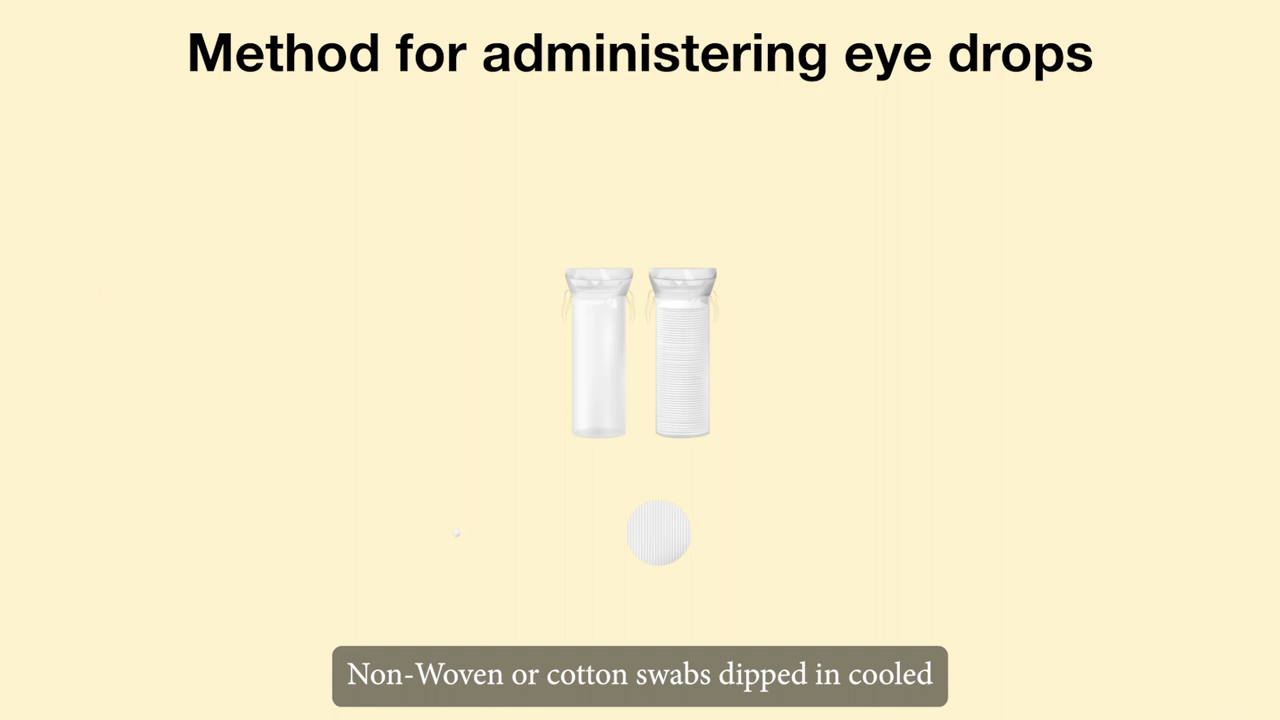 Method for administering eye drops
Non-Woven or cotton swabs dipped in cooled